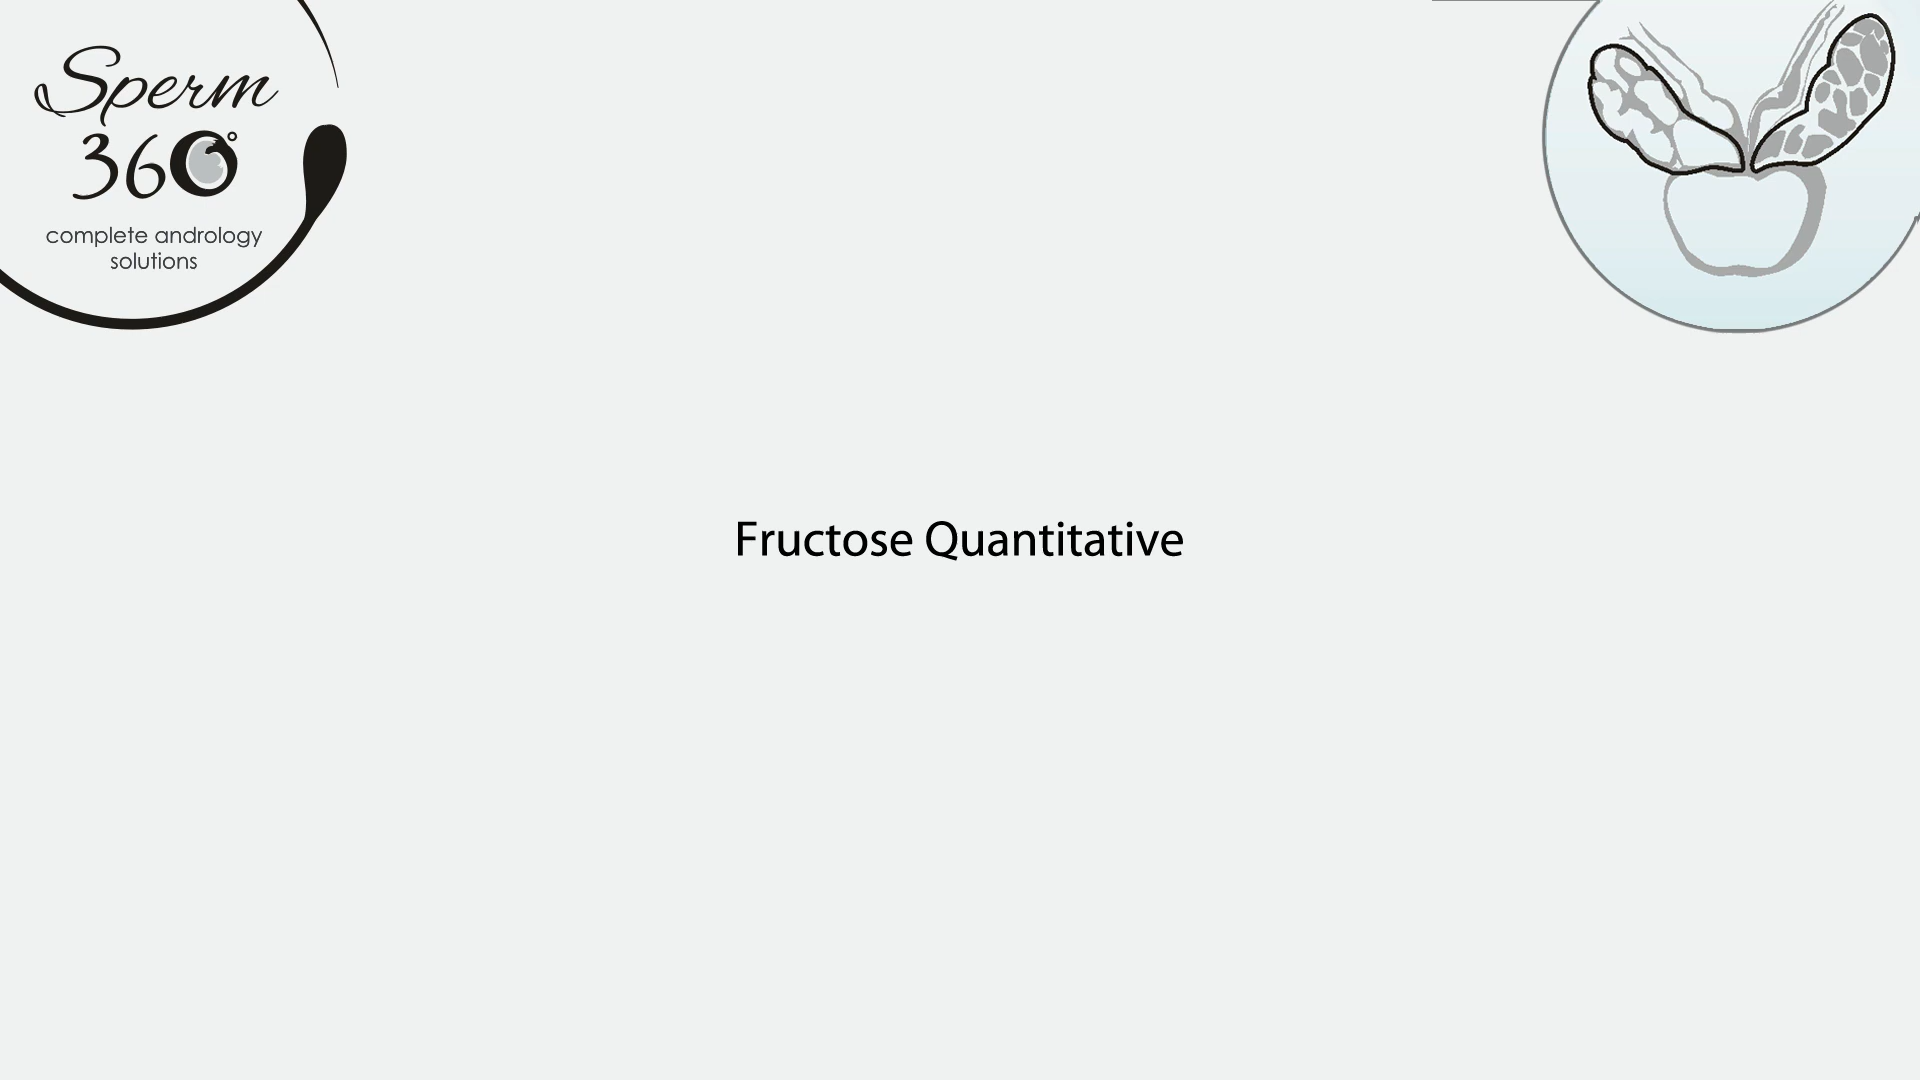 Sperm
360°
complete andrology
solutions
Fructose Quantitative